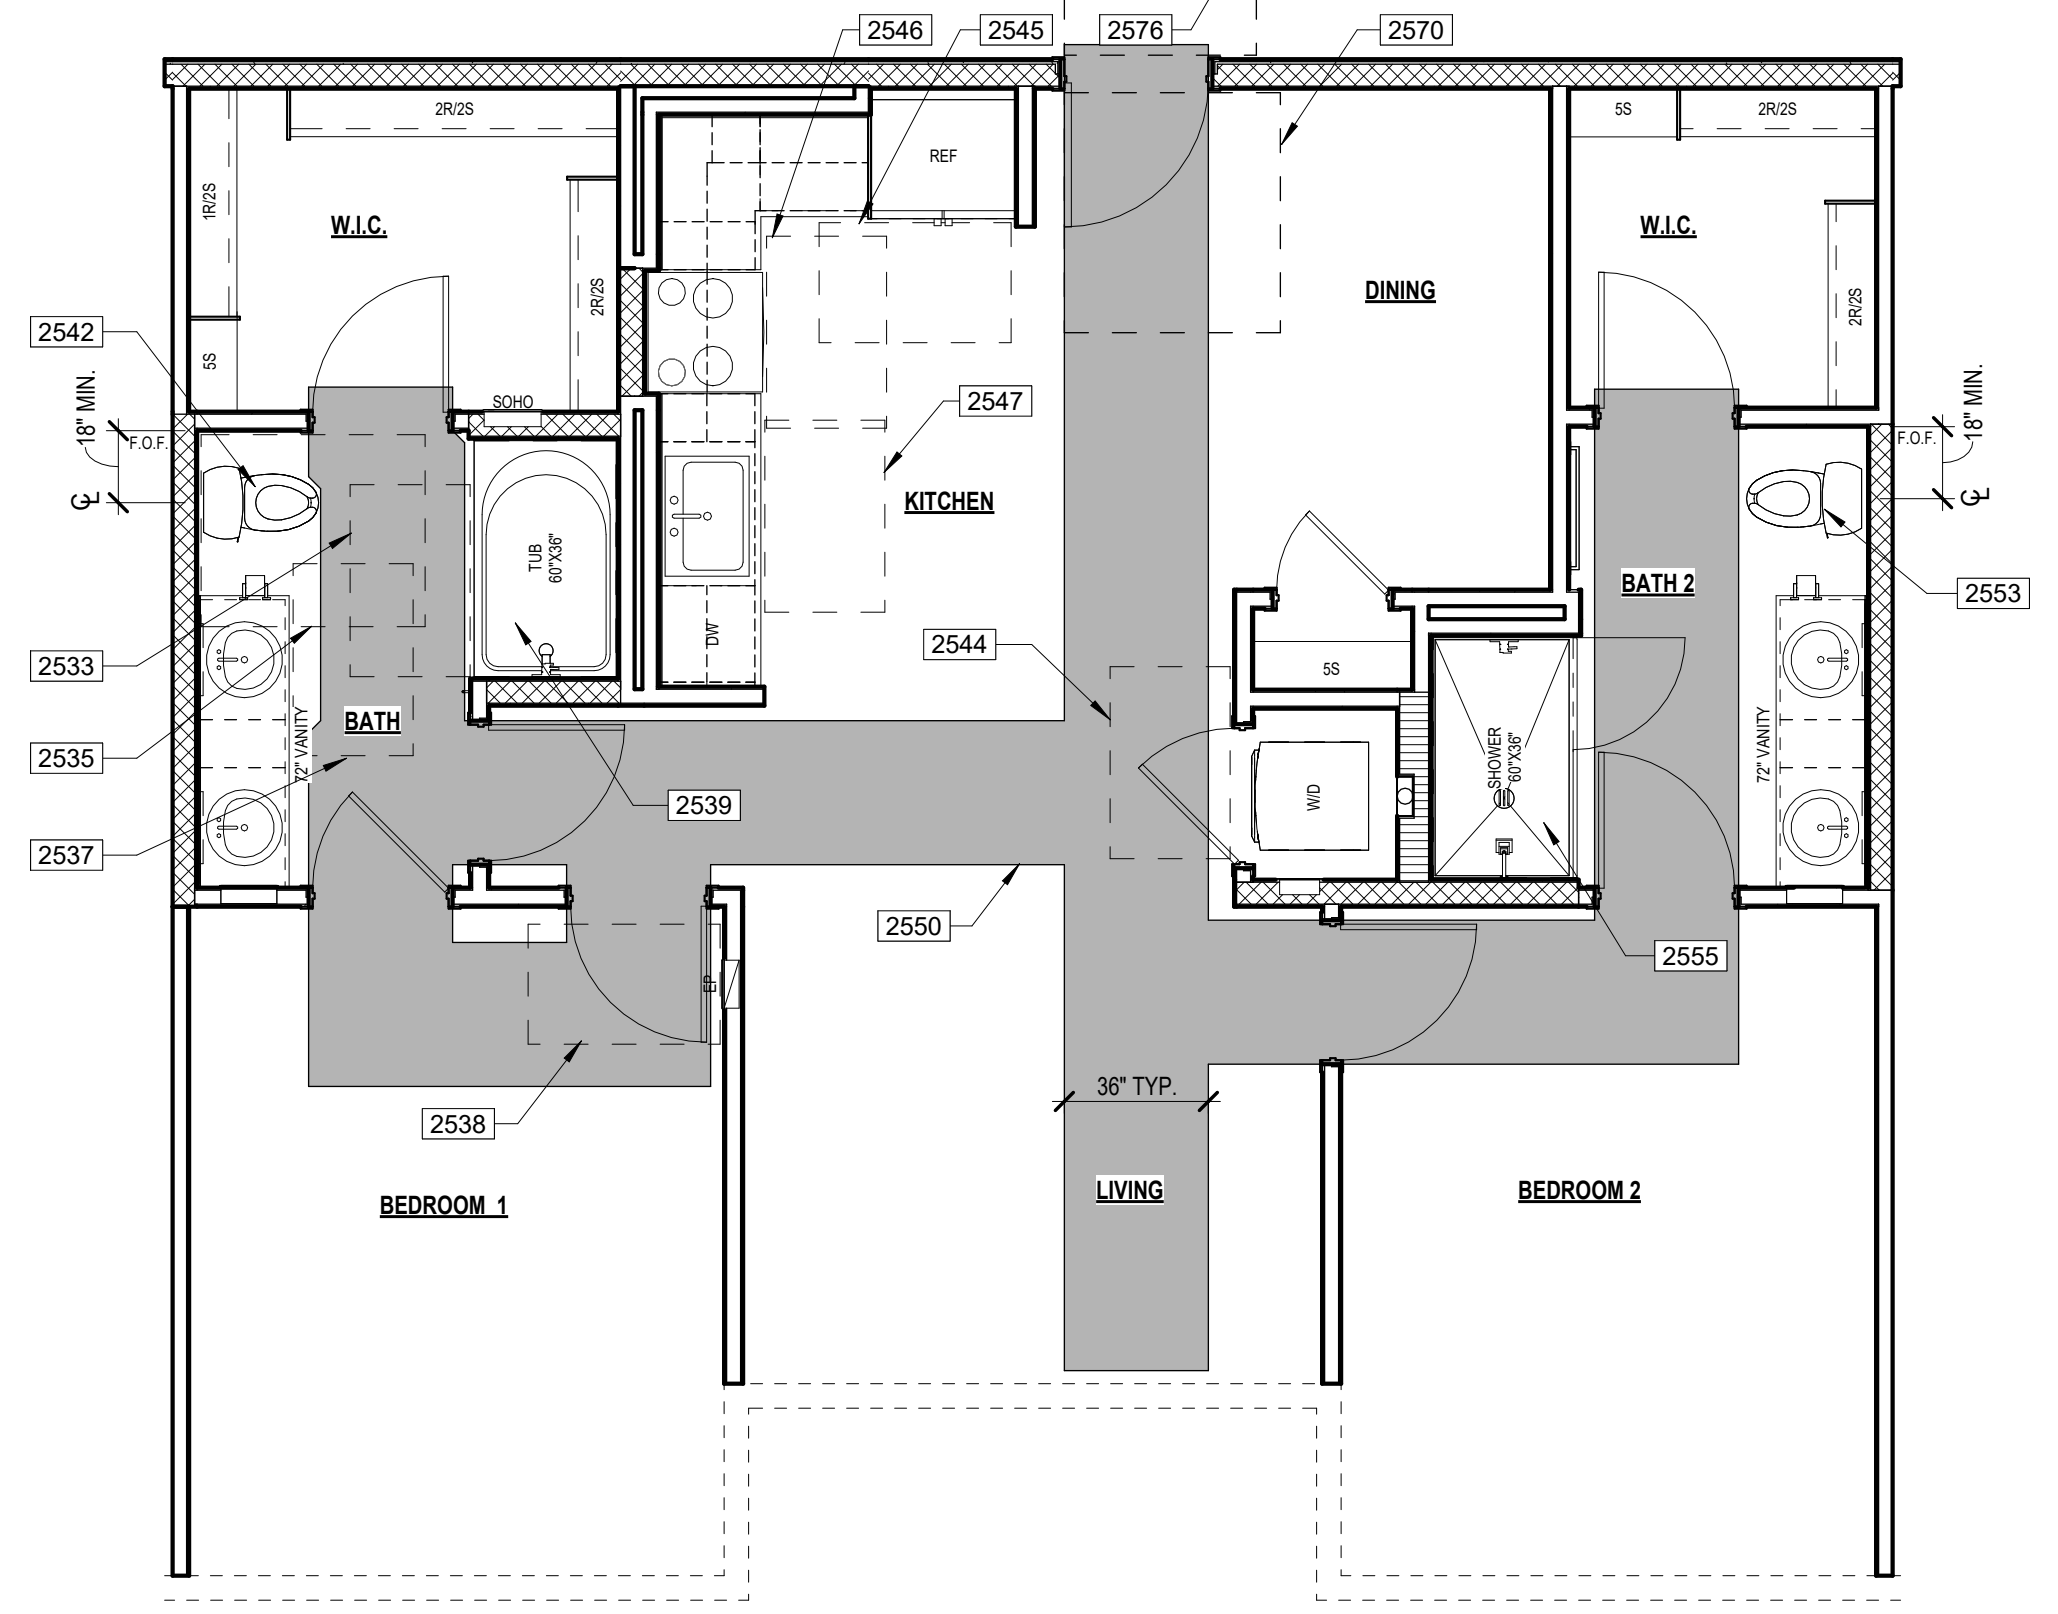 2546
2545
2576
2570
2R/2S
5S
2R/2S
REF
1R/2S
W.I.C.
W.I.C.
DINING
2R/2S
2R/2S
2542
5S
18" MIN.
F.O.F.
SOHO
2547
18" MIN.
F.O.F.
CL
KITCHEN
CL
TUB
60"X36"
BATH 2
2553
2533
DW
2544
5S
BATH
72" VANITY
2535
72" VANITY
SHOWER
60"X36"
W/D
2539
2537
2550
2555
EP
2538
36" TYP.
BEDROOM 1
LIVING
BEDROOM 2